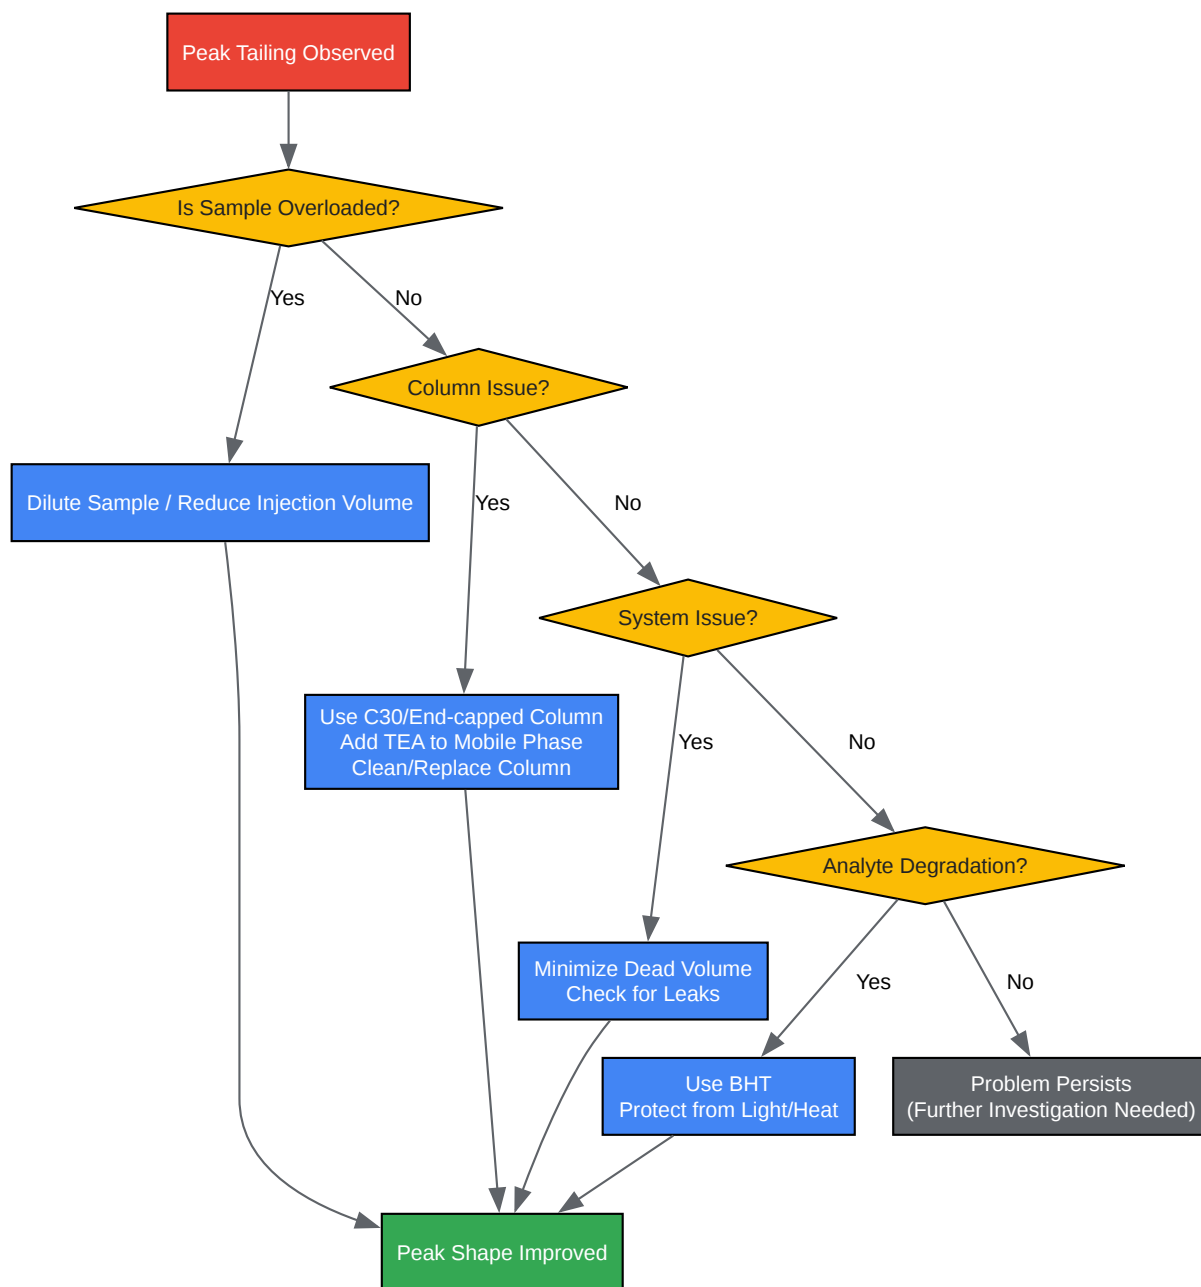 Peak Tailing Observed
Is Sample Overloaded?
Yes
No
Column Issue?
Dilute Sample / Reduce Injection Volume
Yes
No
System Issue?
Use C30/End-capped Column
Add TEA to Mobile Phase
Clean/Replace Column
Yes
No
Analyte Degradation?
Minimize Dead Volume
Check for Leaks
Yes
No
Use BHT
Protect from Light/Heat
Problem Persists
(Further Investigation Needed)
Peak Shape Improved